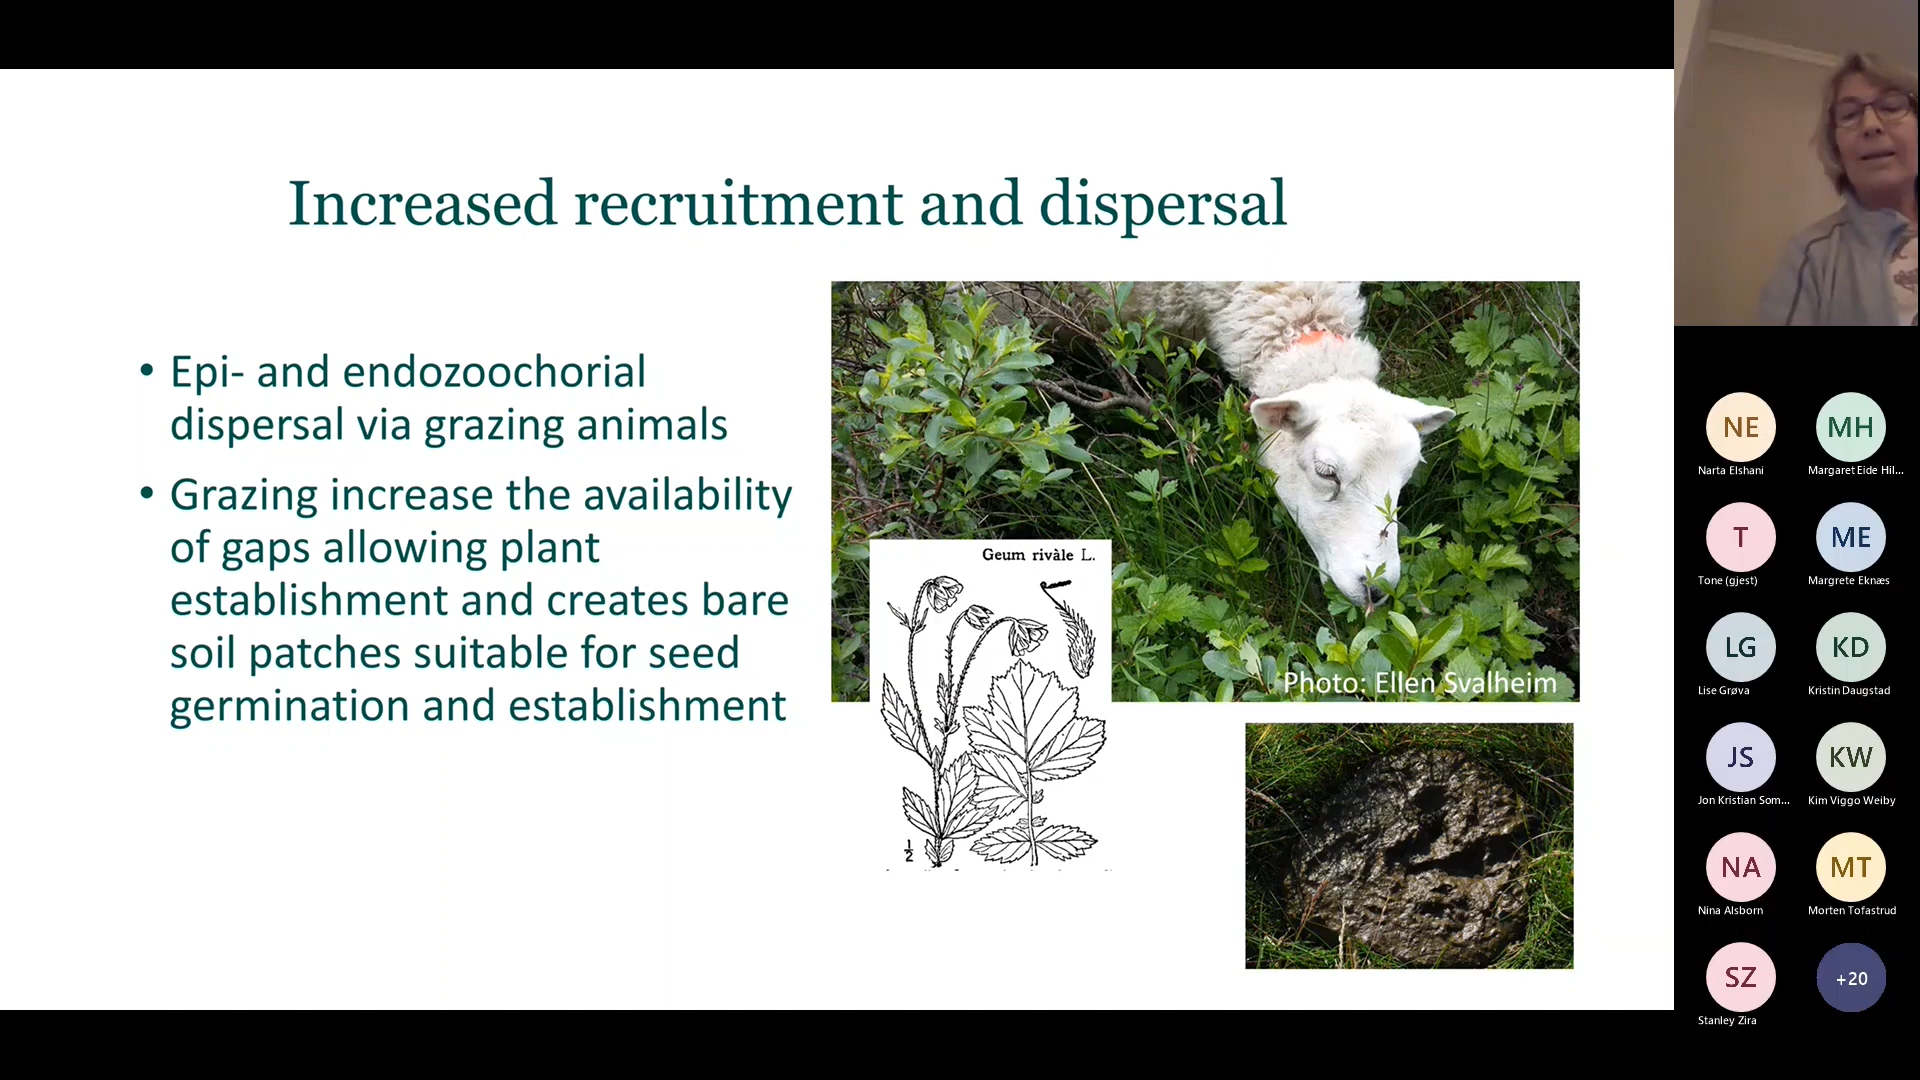 Increased recruitment and dispersal
• Epi- and endozoochorial
dispersal via grazing animals
• Grazing increase the availability
of gaps allowing plant
establishment and creates bare
soil patches suitable for seed
germination and establishment
Geum rivàle L.
1/2
Photo: Ellen Svalheim
NE
Narta Elshani
MH
Margaret Eide Hil...
T
Tone (gjest)
ME
Margrete Eknæs
LG
Lise Grøva
KD
Kristin Daugstad
JS
Jon Kristian Som...
KW
Kim Viggo Weiby
NA
Nina Alsborn
MT
Morten Tofastrud
SZ
Stanley Zira
+20